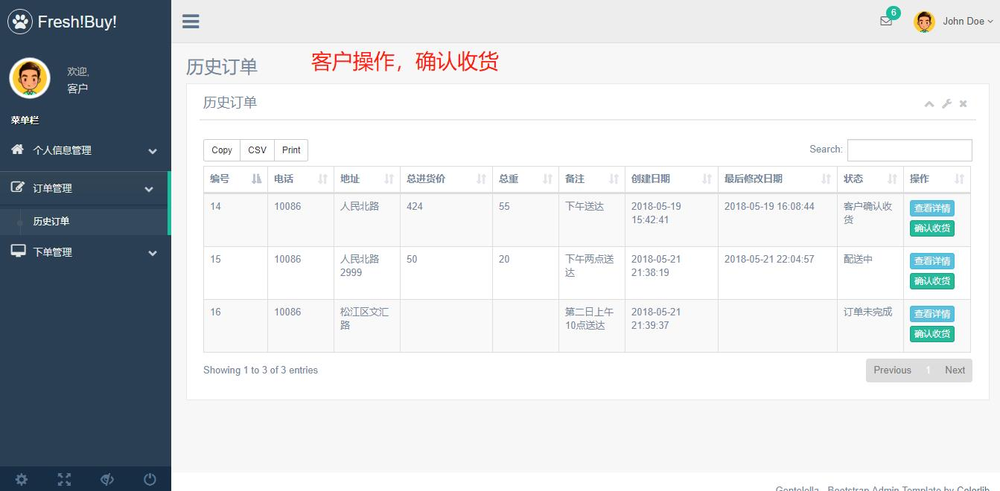 Fresh!Buy!
6
John Doe
欢迎,
客户
菜单栏
个人信息管理
订单管理
历史订单
下单管理
历史订单
客户操作，确认收货
历史订单
Copy CSV Print
Search:
编号 电话 地址 总进货价 总重 备注 创建日期 最后修改日期 状态 操作
14 10086 人民北路 424 55 下午送达 2018-05-19 2018-05-19 16:08:44 客户确认收 查看详情
15:42:41 货 确认收货
15 10086 人民北路 50 20 下午两点送 2018-05-21 2018-05-21 22:04:57 配送中 查看详情
2999 达 21:38:19 确认收货
16 10086 松江区文汇 第二日上午 2018-05-21 订单未完成 查看详情
路 10点送达 21:39:37 确认收货
Showing 1 to 3 of 3 entries
Previous 1 Next
Gentelella - Bootstrap Admin Template by Colorlib